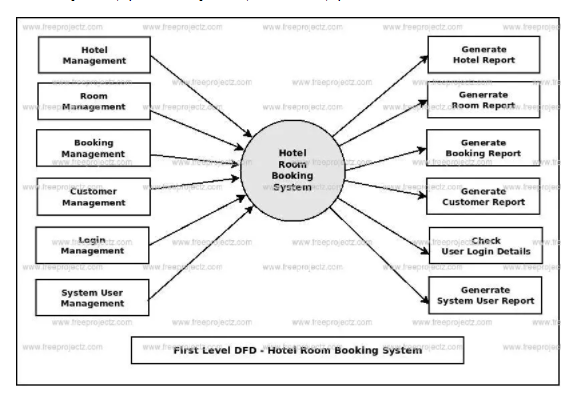 Hotel
Management
Room
Management
Booking
Management
Customer
Management
Login
Management
System User
Management
Hotel
Room
Booking
System
Generate
Hotel Report
Generrate
Room Report
Generate
Booking Report
Generate
Customer Report
Check
User Login Details
Generrate
System User Report
First Level DFD - Hotel Room Booking System
www.freeprojectz.com